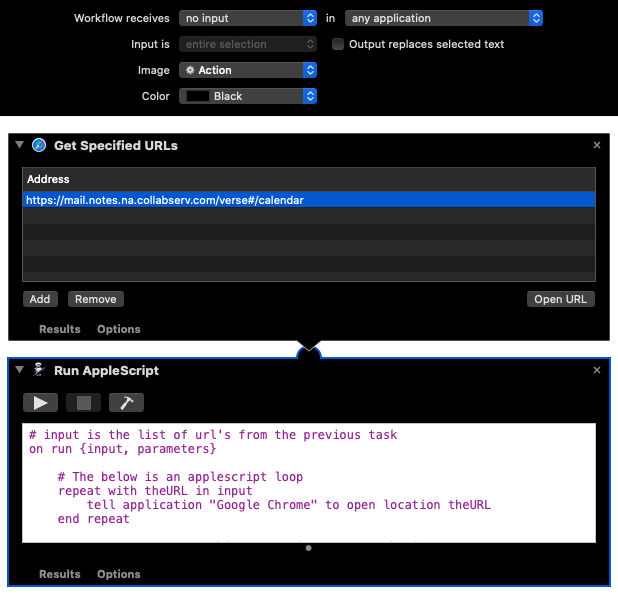 Workflow receives no input in any application
Input is entire selection Output replaces selected text
Image Action
Color Black
Get Specified URLs
Address
https://mail.notes.na.collabserv.com/verse#/calendar
Add Remove Open URL
Results Options
Run AppleScript
# input is the list of url's from the previous task
on run {input, parameters}
# The below is an applescript loop
repeat with theURL in input
tell application "Google Chrome" to open location theURL
end repeat
Results Options